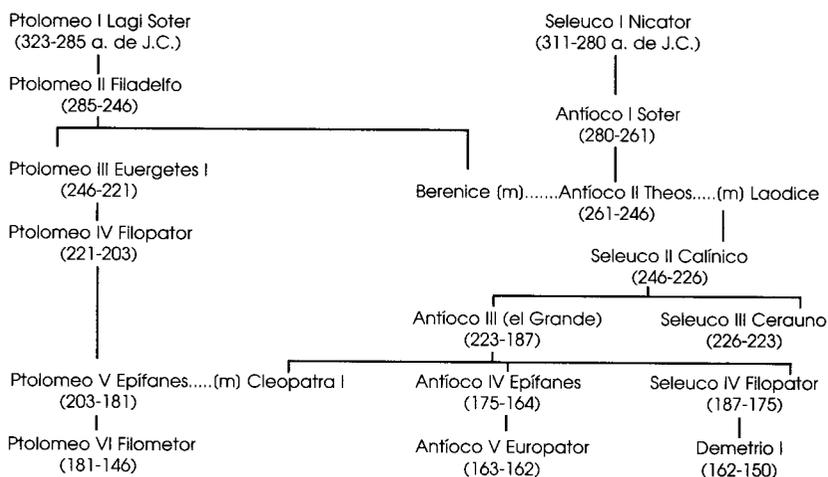 Ptolomeo I Lagi Soter
(323-285 a. de J.C.)
Seleuco I Nicator
(311-280 a. de J.C.)
Ptolomeo II Filadelfo
(285-246)
Antíoco I Soter
(280-261)
Ptolomeo III Euergetes I
(246-221)
Berenice (m).......Antíoco II Theos.....(m) Laodice
(261-246)
Ptolomeo IV Filopator
(221-203)
Seleuco II Calínico
(246-226)
Antíoco III (el Grande)
(223-187)
Seleuco III Cerauno
(226-223)
Ptolomeo V Epífanes.....(m) Cleopatra I
(203-181)
Antíoco IV Epífanes
(175-164)
Seleuco IV Filopator
(187-175)
Ptolomeo VI Filometor
(181-146)
Antíoco V Europator
(163-162)
Demetrio I
(162-150)